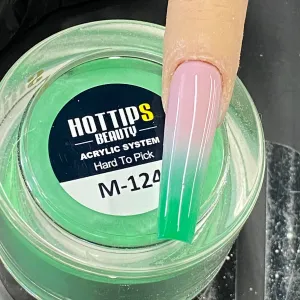 HOTTIPS
BEAUTY
ACRYLIC SYSTEM
Hard To Pick
M-124